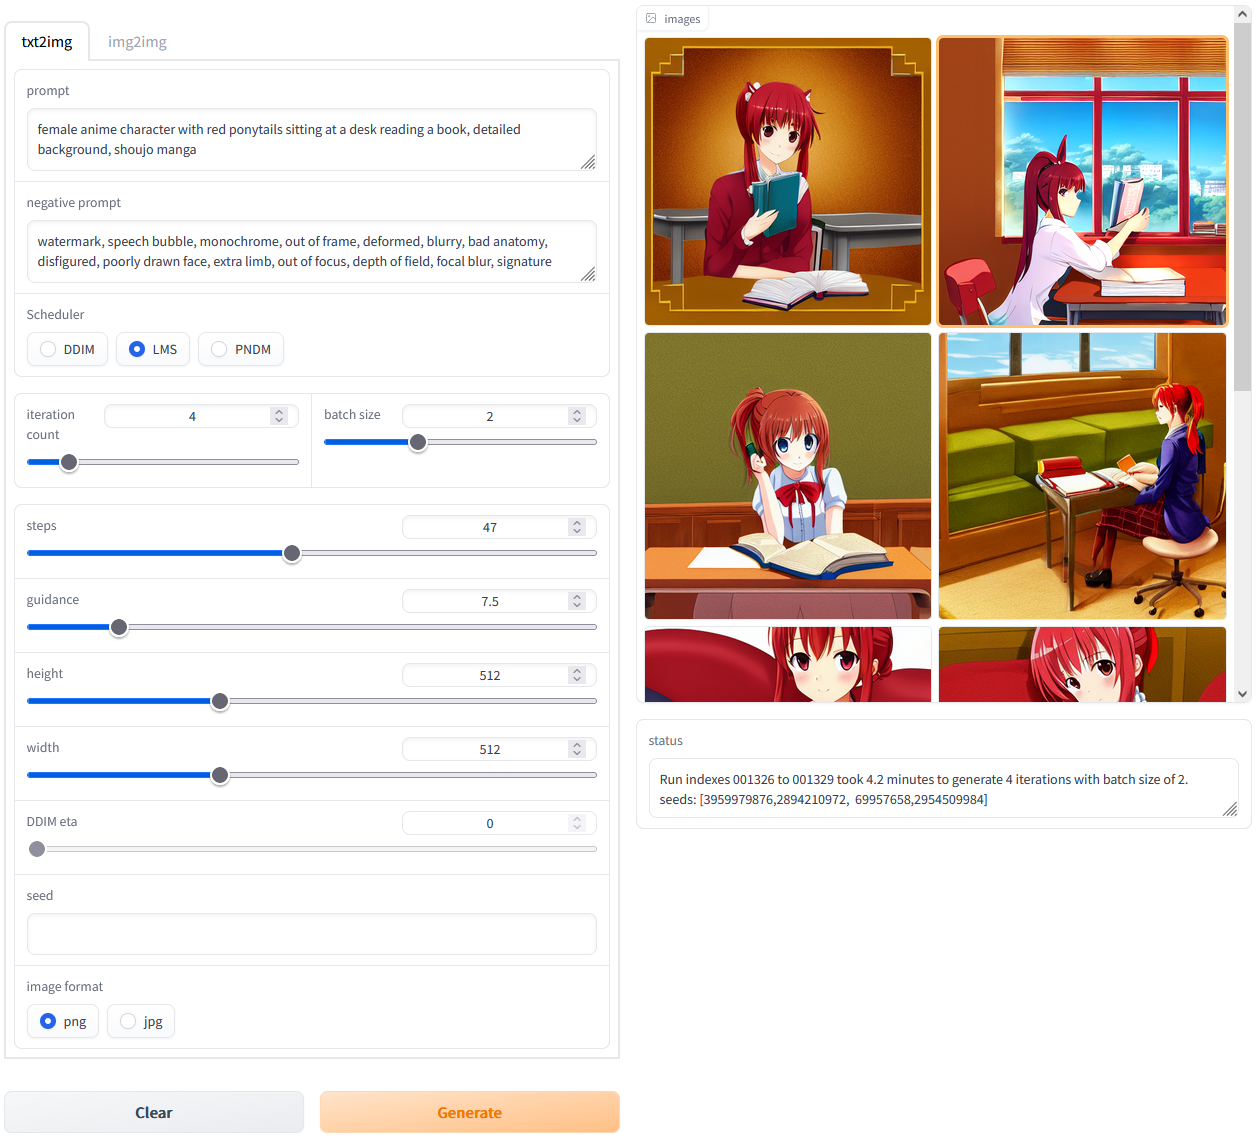 txt2img
img2img
prompt
female anime character with red ponytails sitting at a desk reading a book, detailed
background, shoujo manga
negative prompt
watermark, speech bubble, monochrome, out of frame, deformed, blurry, bad anatomy,
disfigured, poorly drawn face, extra limb, out of focus, depth of field, focal blur, signature
Scheduler
DDIM
LMS
PNDM
iteration
count
4
batch size
2
steps
47
guidance
7.5
height
512
width
512
DDIM eta
0
seed
image format
png
jpg
Clear
Generate
images
status
Run indexes 001326 to 001329 took 4.2 minutes to generate 4 iterations with batch size of 2.
seeds: [3959979876,2894210972,  69957658,2954509984]